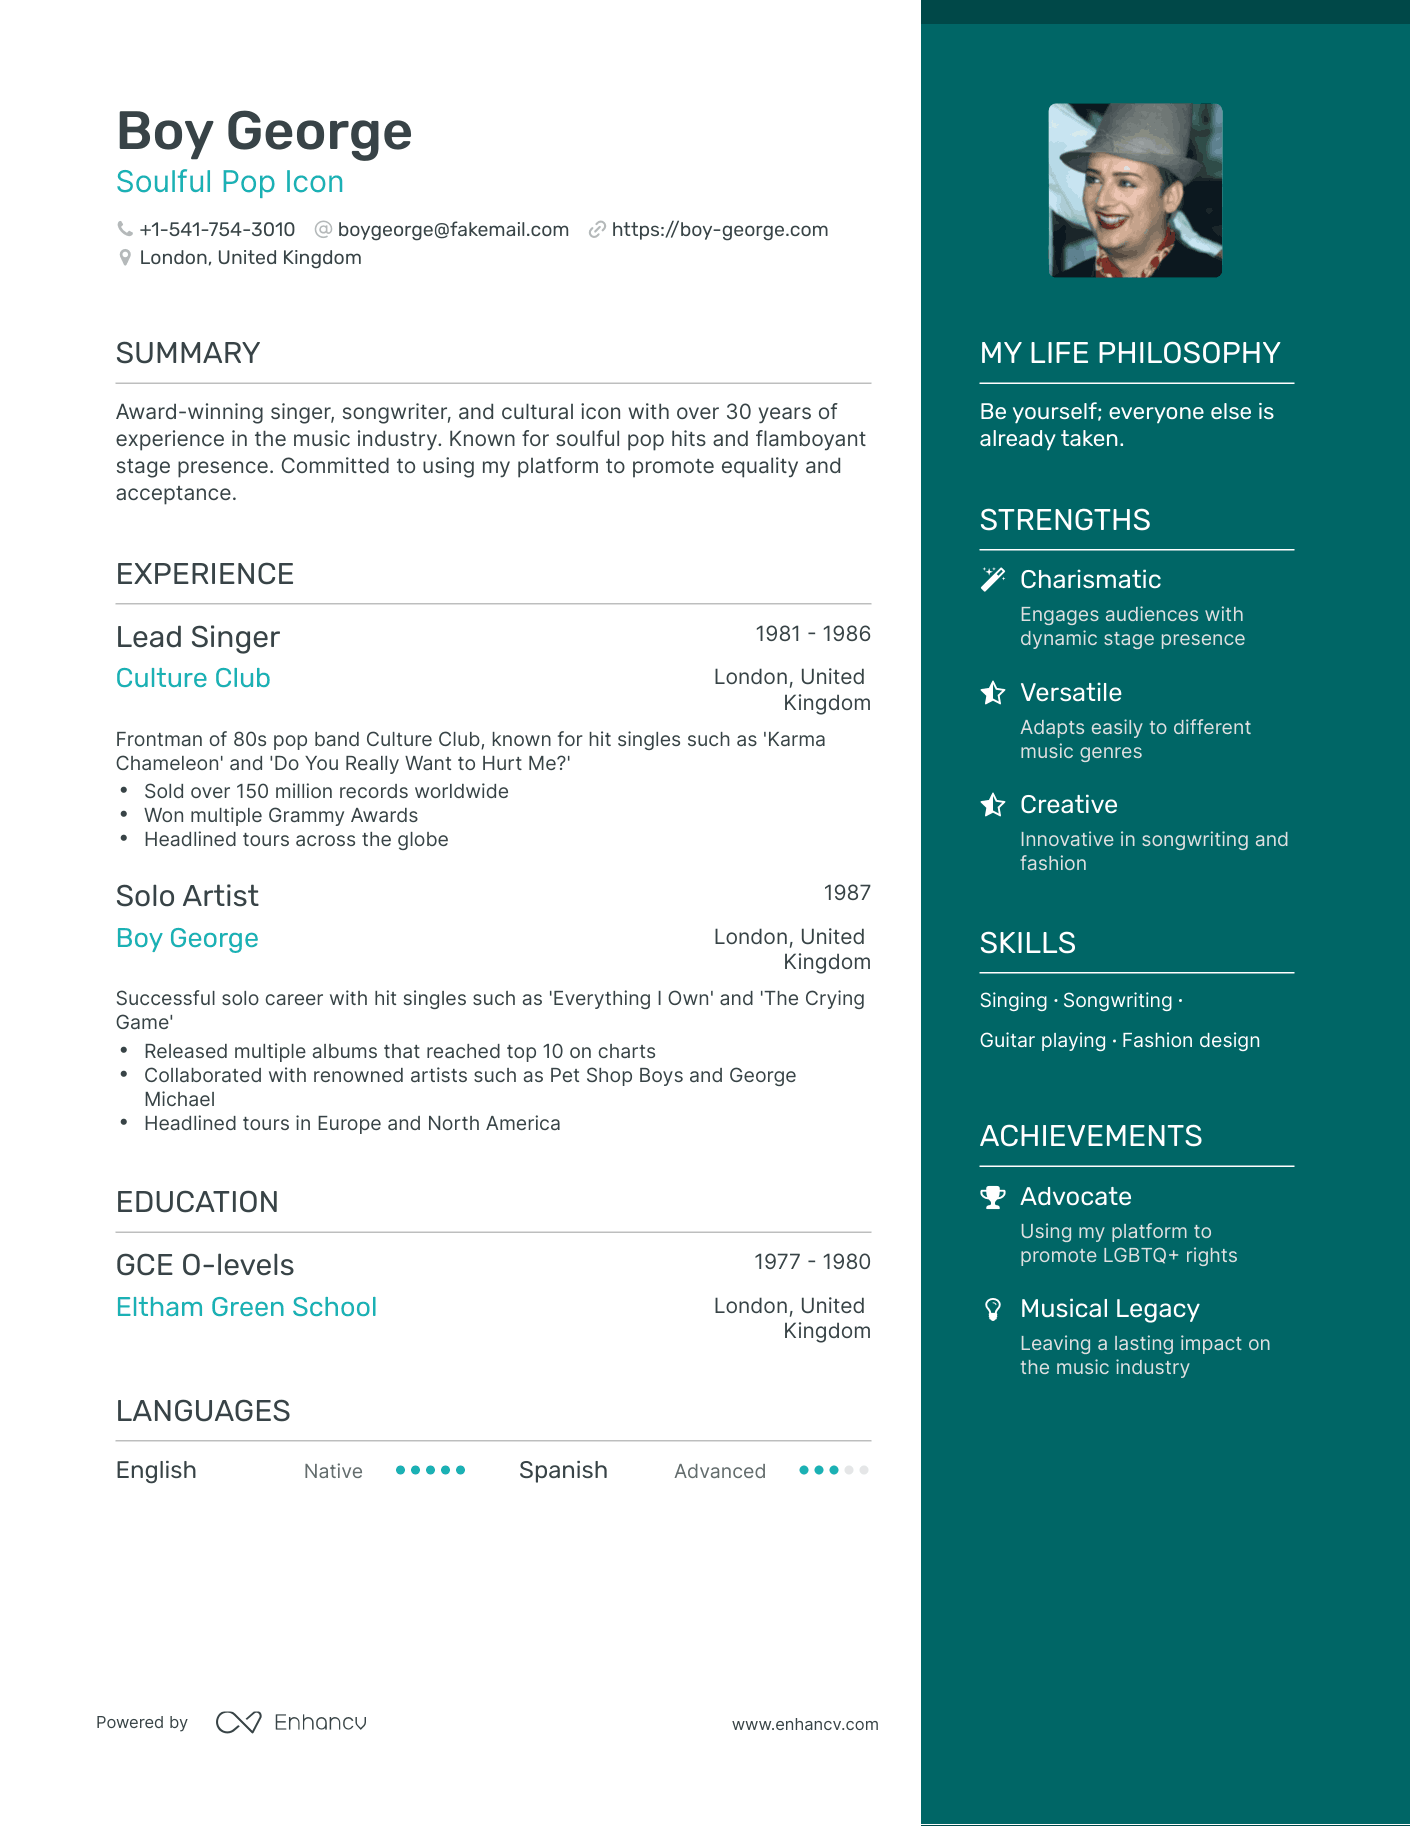 Boy George
Soulful Pop Icon
+1-541-754-3010 boygeorge@fakemail.com https://boy-george.com
London, United Kingdom
SUMMARY
Award-winning singer, songwriter, and cultural icon with over 30 years of
experience in the music industry. Known for soulful pop hits and flamboyant
stage presence. Committed to using my platform to promote equality and
acceptance.
EXPERIENCE
Lead Singer 1981 - 1986
Culture Club London, United
Kingdom
Frontman of 80s pop band Culture Club, known for hit singles such as 'Karma
Chameleon' and 'Do You Really Want to Hurt Me?'
• Sold over 150 million records worldwide
• Won multiple Grammy Awards
• Headlined tours across the globe
Solo Artist 1987
Boy George London, United
Kingdom
Successful solo career with hit singles such as 'Everything I Own' and 'The Crying
Game'
• Released multiple albums that reached top 10 on charts
• Collaborated with renowned artists such as Pet Shop Boys and George
Michael
• Headlined tours in Europe and North America
EDUCATION
GCE O-levels 1977 - 1980
Eltham Green School London, United
Kingdom
LANGUAGES
English Native Spanish Advanced
Powered by Enhancv www.enhancv.com
MY LIFE PHILOSOPHY
Be yourself; everyone else is
already taken.
STRENGTHS
Charismatic
Engages audiences with
dynamic stage presence
Versatile
Adapts easily to different
music genres
Creative
Innovative in songwriting and
fashion
SKILLS
Singing · Songwriting ·
Guitar playing · Fashion design
ACHIEVEMENTS
Advocate
Using my platform to
promote LGBTQ+ rights
Musical Legacy
Leaving a lasting impact on
the music industry